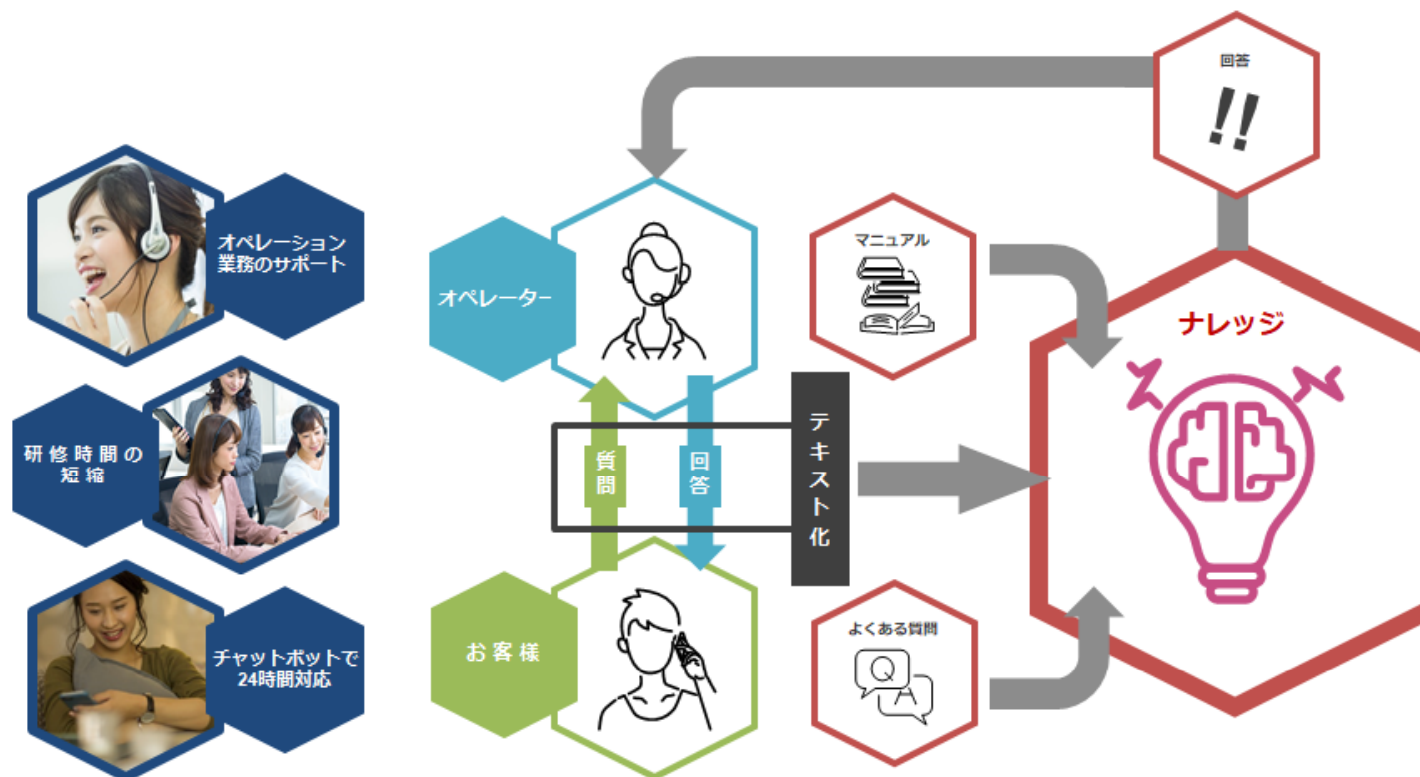 オペレーション
業務のサポート
研修時間の
短縮
チャットポットで
24時間対応
オペレーター
質問
回答
お客様
テキスト化
マニュアル
よくある質問
Q
A
回答
!!
ナレッジ